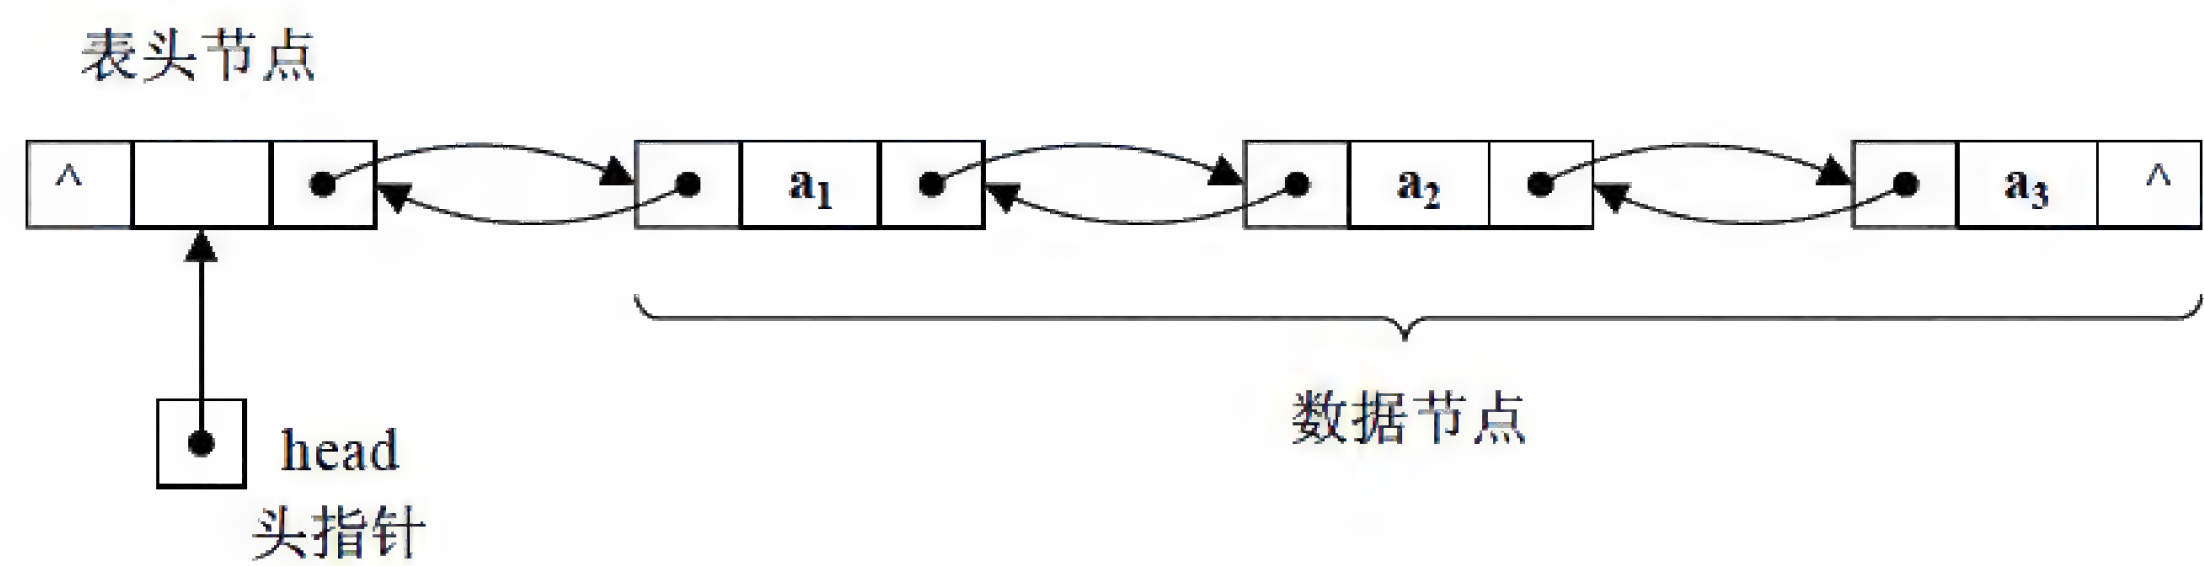 表头节点
^ a₁ a₂ a₃ ^
数据节点
head
头指针